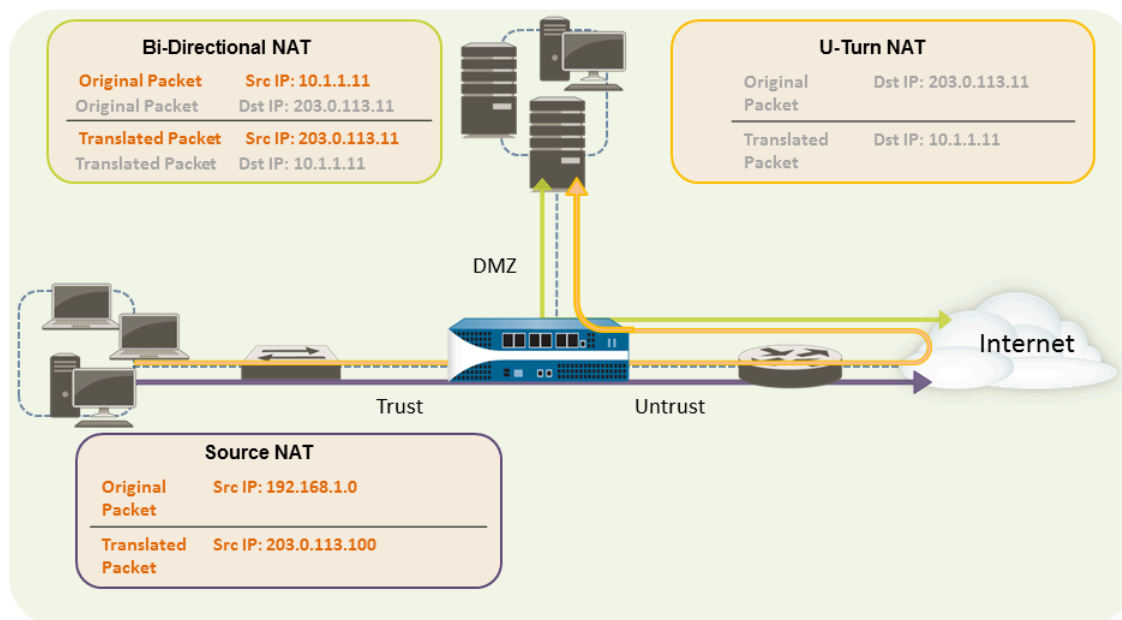 Bi-Directional NAT
Original Packet Src IP: 10.1.1.11
Original Packet Dst IP: 203.0.113.11
Translated Packet Src IP: 203.0.113.11
Translated Packet Dst IP: 10.1.1.11
U-Turn NAT
Original Dst IP: 203.0.113.11
Packet
Translated Dst IP: 10.1.1.11
Packet
DMZ
Internet
Trust
Untrust
Source NAT
Original Src IP: 192.168.1.0
Packet
Translated Src IP: 203.0.113.100
Packet